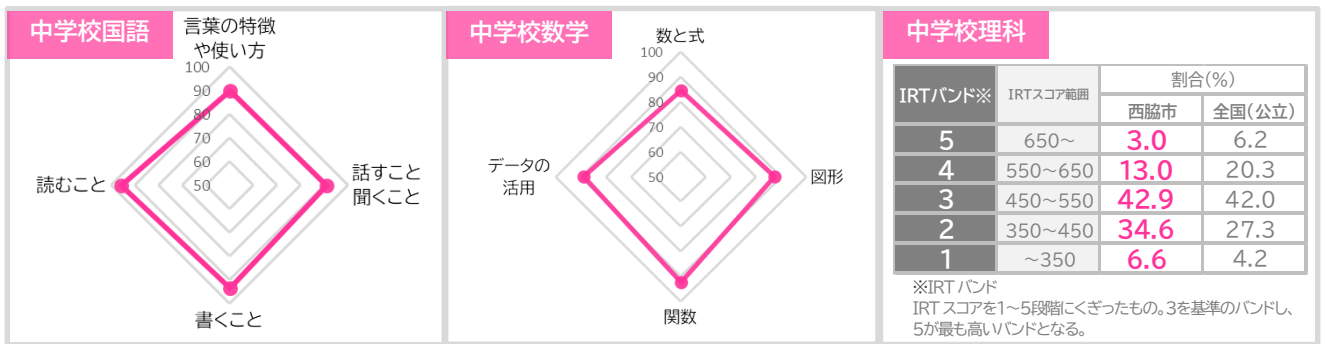 中学校国語
言葉の特徴
や使い方
100
90
80
70
60
50
読むこと
話すこと
聞くこと
書くこと
中学校数学
数と式
100
90
80
70
60
50
データの
活用
図形
関数
中学校理科
IRTバンド※ IRTスコア範囲 割合(%)
西脇市 全国(公立)
5 650~ 3.0 6.2
4 550~650 13.0 20.3
3 450~550 42.9 42.0
2 350~450 34.6 27.3
1 ~350 6.6 4.2
※IRT バンド
IRT スコアを1~5段階にくぎったもの。3を基準のバンドし、
5が最も高いバンドとなる。